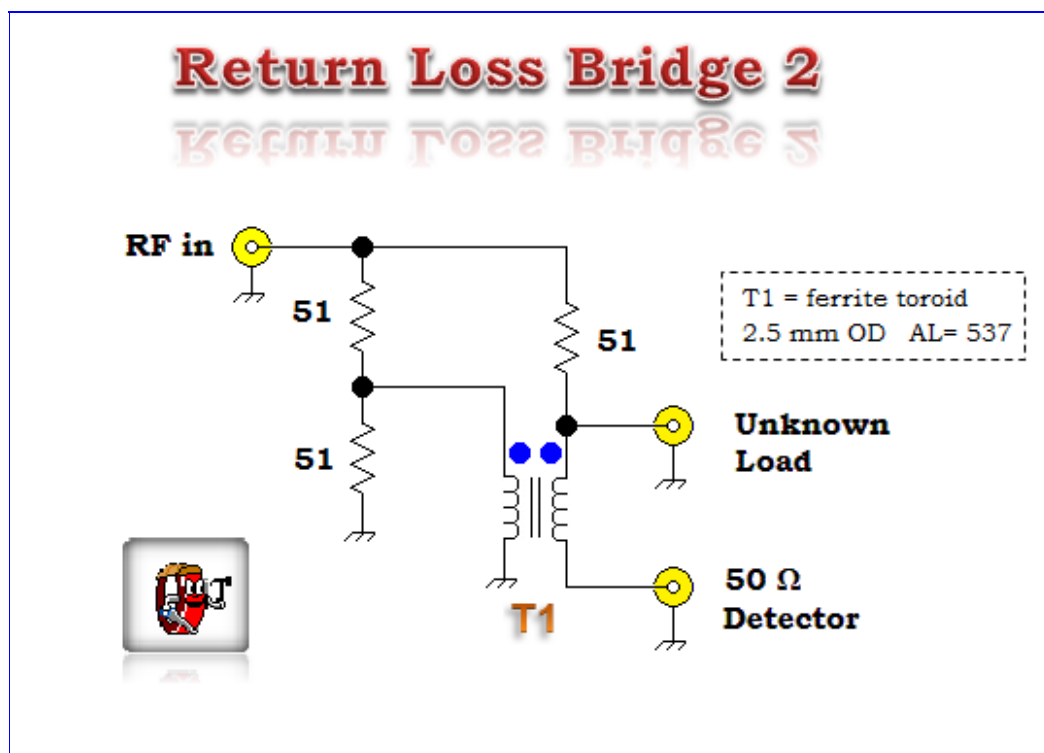 Return Loss Bridge 2
RF in
51
51
51
T1 = ferrite toroid
2.5 mm OD AL= 537
Unknown
Load
T1
50 Ω
Detector